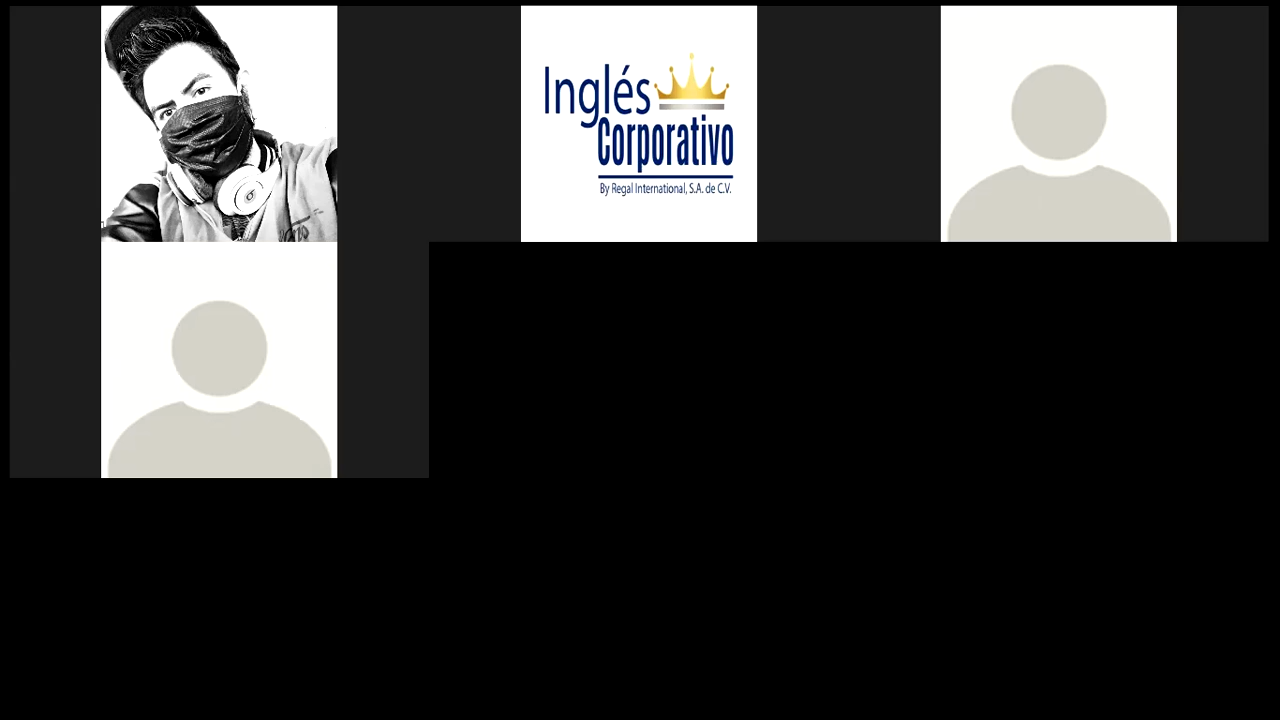 Inglés
Corporativo
By Regal International, S.A. de C.V.